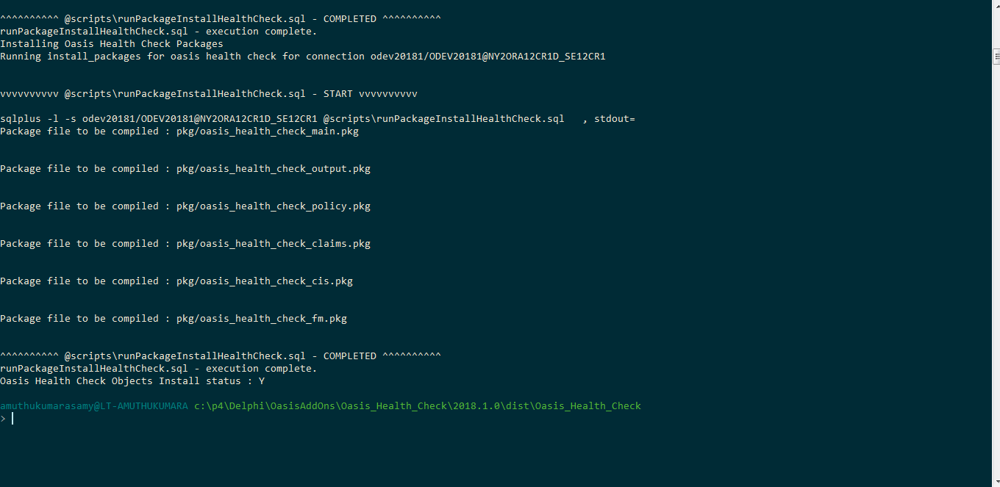 ^^^^^^^^^^ @scripts\runPackageInstallHealthCheck.sql - COMPLETED ^^^^^^^^^^
runPackageInstallHealthCheck.sql - execution complete.
Installing Oasis Health Check Packages
Running install_packages for oasis health check for connection odev20181/ODEV20181@NY2ORA12CR1D_SE12CR1
vvvvvvvvvv @scripts\runPackageInstallHealthCheck.sql - START vvvvvvvvvv
sqlplus -l -s odev20181/ODEV20181@NY2ORA12CR1D_SE12CR1 @scripts\runPackageInstallHealthCheck.sql   , stdout=
Package file to be compiled : pkg/oasis_health_check_main.pkg
Package file to be compiled : pkg/oasis_health_check_output.pkg
Package file to be compiled : pkg/oasis_health_check_policy.pkg
Package file to be compiled : pkg/oasis_health_check_claims.pkg
Package file to be compiled : pkg/oasis_health_check_cis.pkg
Package file to be compiled : pkg/oasis_health_check_fm.pkg
^^^^^^^^^^ @scripts\runPackageInstallHealthCheck.sql - COMPLETED ^^^^^^^^^^
runPackageInstallHealthCheck.sql - execution complete.
Oasis Health Check Objects Install status : Y
amuthukumarasamy@LT-AMUTHUKUMARA c:\p4\Delphi\OasisAddOns\Oasis_Health_Check\2018.1.0\dist\Oasis_Health_Check
>